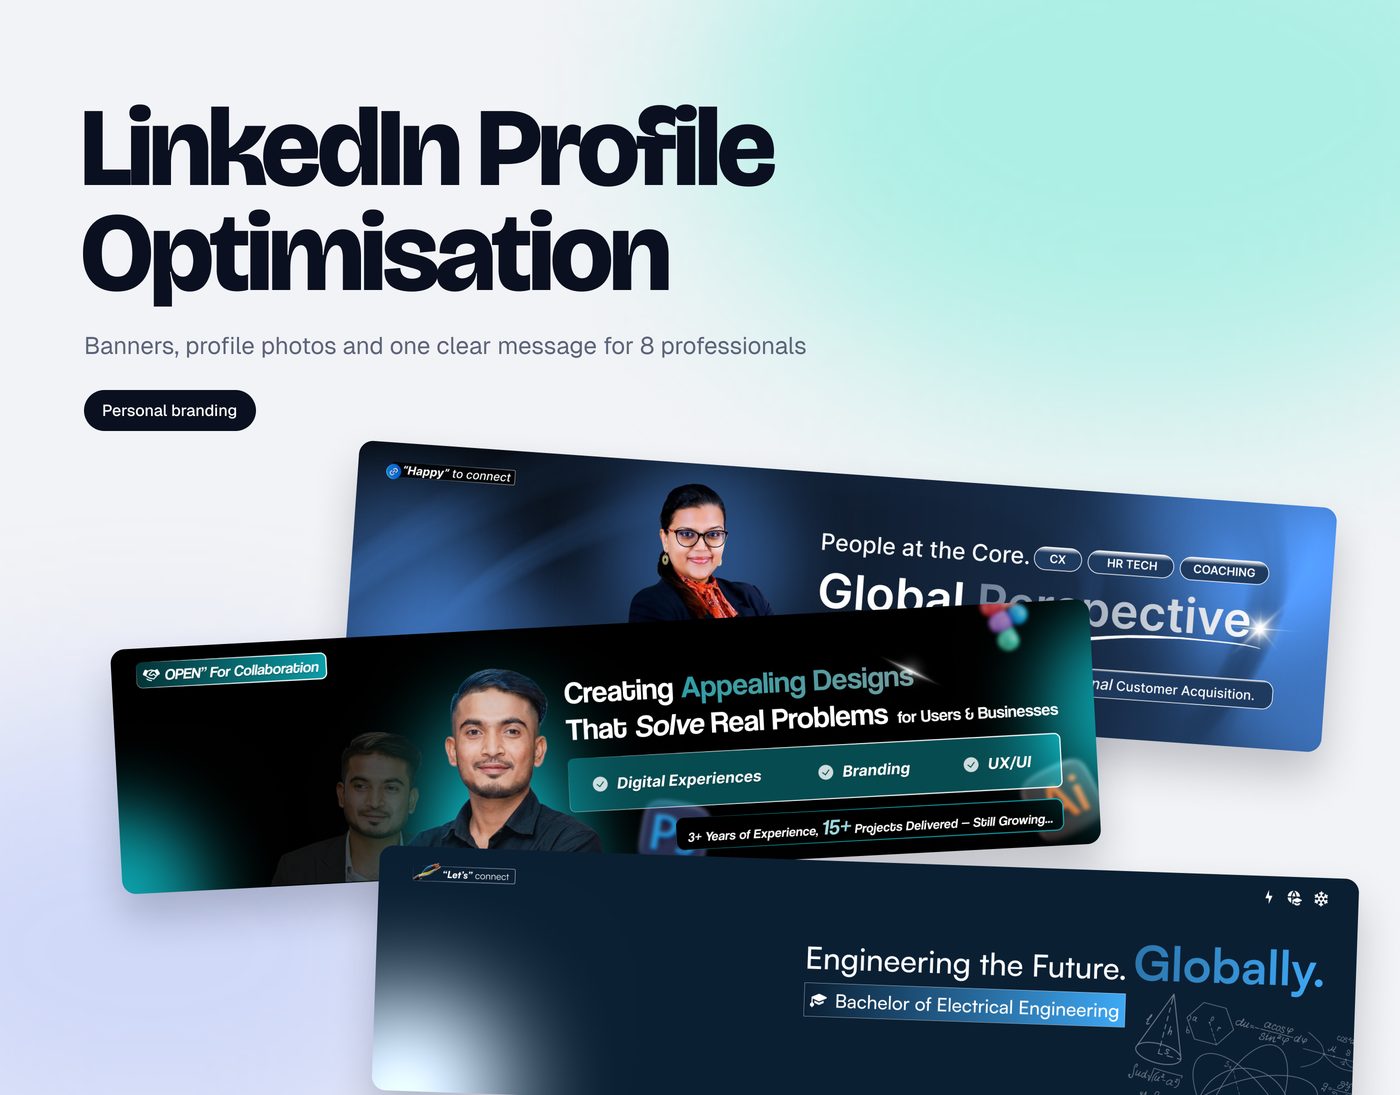 LinkedIn Profile
Optimisation
Banners, profile photos and one clear message for 8 professionals
Personal branding
"Happy" to connect
People at the Core. CX HR TECH COACHING
Global Perspective
Customer Acquisition.
OPEN" For Collaboration
Creating Appealing Designs
That Solve Real Problems for Users & Businesses
Digital Experiences Branding UX/UI
3+ Years of Experience, 15+ Projects Delivered – Still Growing...
Ai
"Let's" connect
Engineering the Future. Globally.
Bachelor of Electrical Engineering